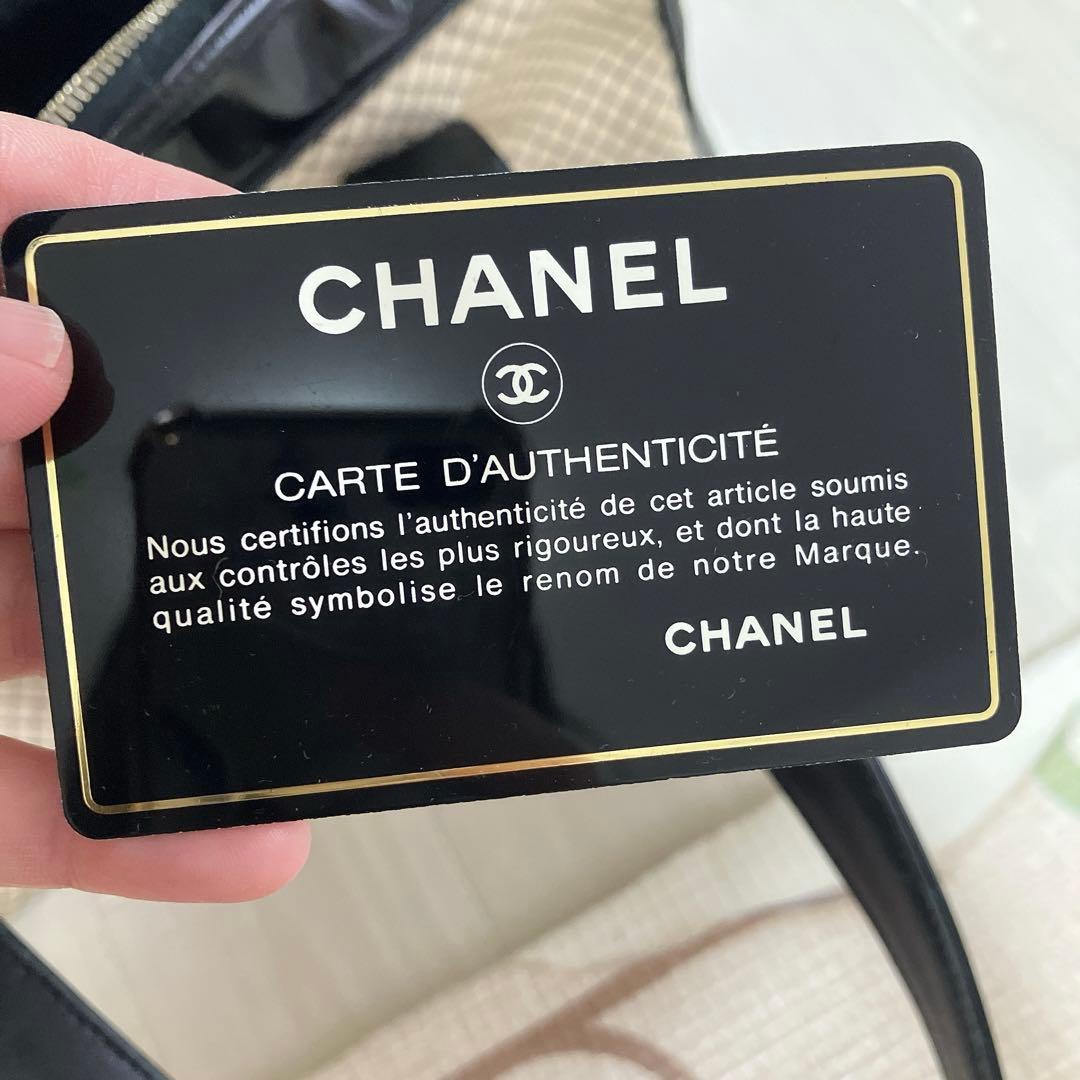 CHANEL
CARTE D'AUTHENTICITÉ
Nous certifions l'authenticité de cet article soumis
aux contrôles les plus rigoureux, et dont la haute
qualité symbolise le renom de notre Marque.
CHANEL